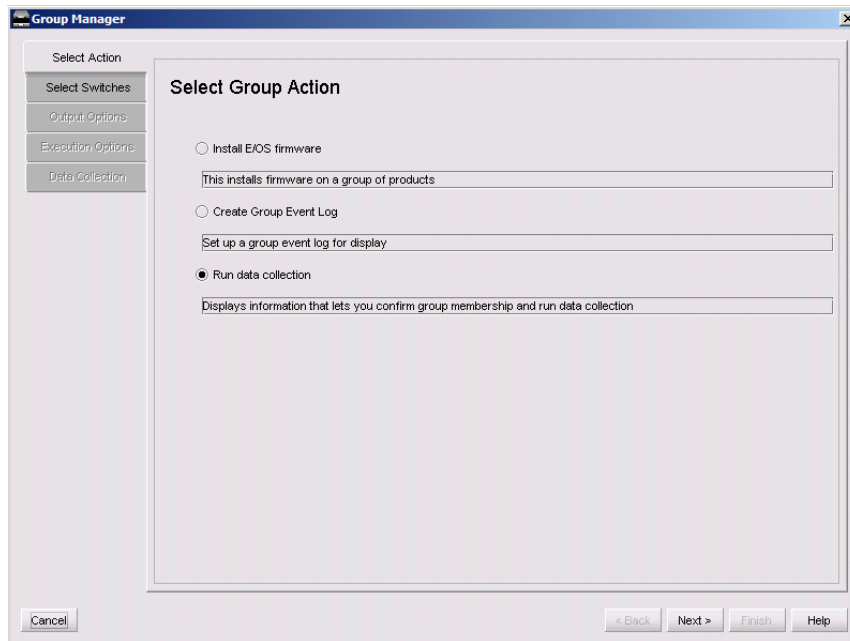 Group Manager
Select Action
Select Switches
Output Options
Execution Options
Data Collection
Select Group Action
Install E/OS firmware
This installs firmware on a group of products
Create Group Event Log
Set up a group event log for display
Run data collection
Displays information that lets you confirm group membership and run data collection
Cancel
< Back
Next >
Finish
Help